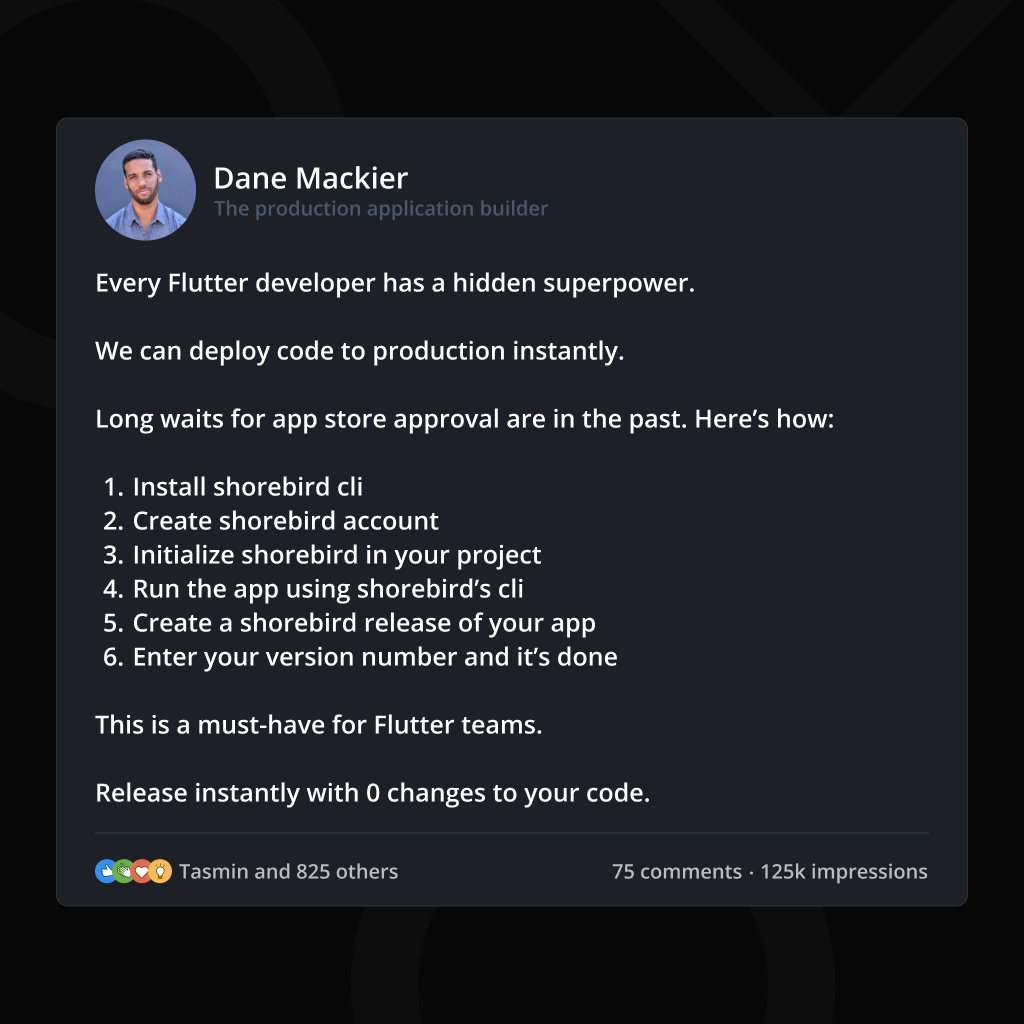 Dane Mackier
The production application builder
Every Flutter developer has a hidden superpower.
We can deploy code to production instantly.
Long waits for app store approval are in the past. Here’s how:
1. Install shorebird cli
2. Create shorebird account
3. Initialize shorebird in your project
4. Run the app using shorebird’s cli
5. Create a shorebird release of your app
6. Enter your version number and it’s done
This is a must-have for Flutter teams.
Release instantly with 0 changes to your code.
Tasmin and 825 others
75 comments · 125k impressions